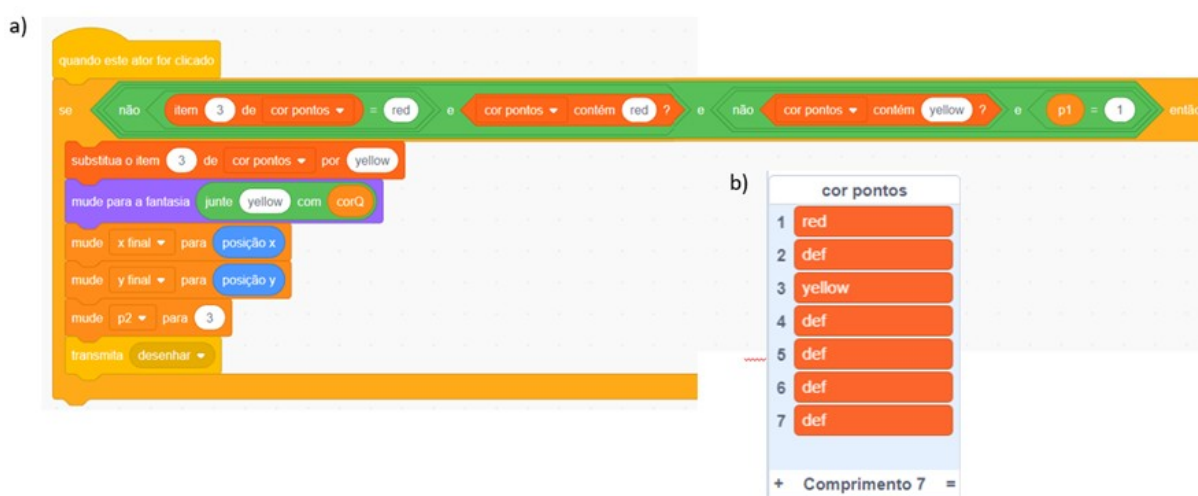 a)
quando este ator for clicado
se não item 3 de cor pontos = red e cor pontos contém red ? e não cor pontos contém yellow ? e p1 = 1 então
substitua o item 3 de cor pontos por yellow
mude para a fantasia junte yellow com corQ
mude x final para posição x
mude y final para posição y
mude p2 para 3
transmita desenhar
b)
cor pontos
1 red
2 def
3 yellow
4 def
5 def
6 def
7 def
+ Comprimento 7 =